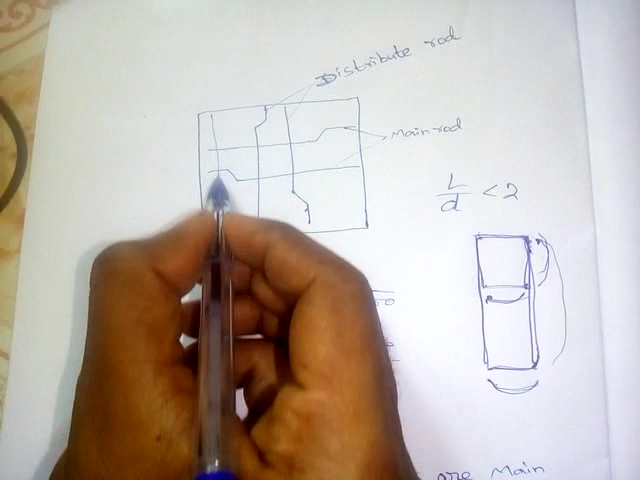 Distribute rod
Main rod
L/d < 2
are Main